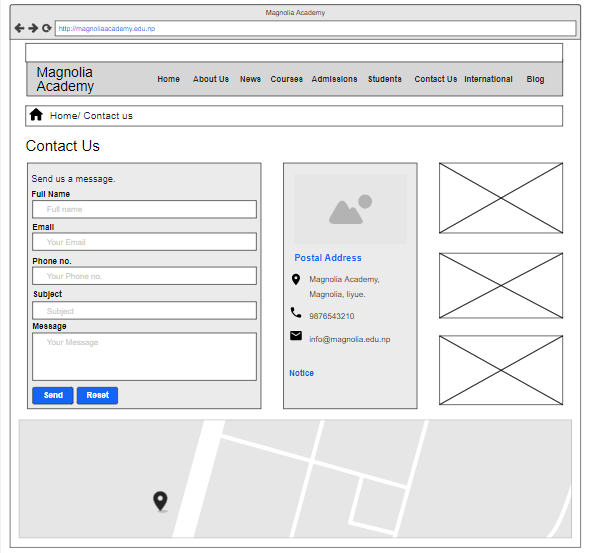 Magnolia Academy
http://magnoliaacademy.edu.np
Magnolia
Academy
Home About Us News Courses Admissions Students Contact Us International Blog
Home/ Contact us
Contact Us
Send us a message.
Full Name
Full name
Email
Your Email
Phone no.
Your Phone no.
Subject
Subject
Message
Your Message
Send Reset
Postal Address
Magnolia Academy,
Magnolia, liyue.
9876543210
info@magnolia.edu.np
Notice